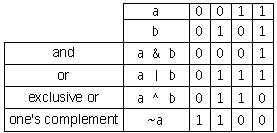 a 0 0 1 1
b 0 1 0 1
and a & b 0 0 0 1
or a | b 0 1 1 1
exclusive or a ^ b 0 1 1 0
one's complement ~a 1 1 0 0